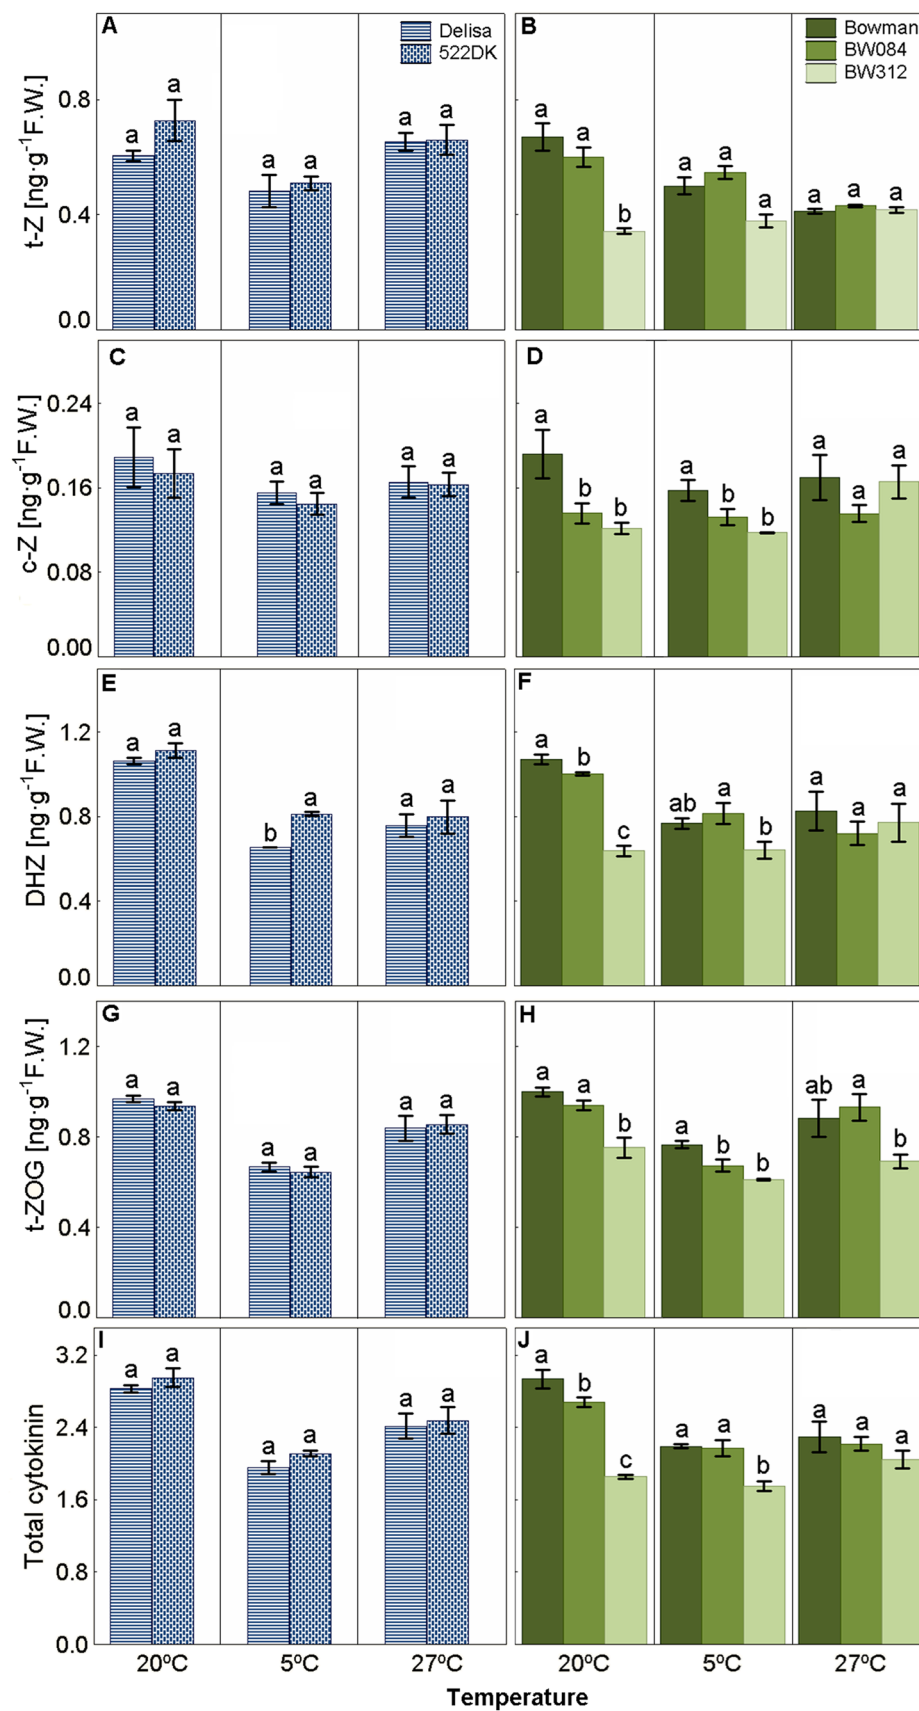 A
Delisa
522DK
B
Bowman
BW084
BW312
t-Z [ng·g⁻¹F.W.]
0.8
0.4
0.0
a a
a a
a a
a a b
a a a
a a a
C
D
c-Z [ng·g⁻¹F.W.]
0.24
0.16
0.08
0.00
a a
a a
a a
a b b
a b b
a a a
E
F
DHZ [ng·g⁻¹F.W.]
1.2
0.8
0.4
0.0
a a
b a
a a
a b c
ab a b
a a a
G
H
t-ZOG [ng·g⁻¹F.W.]
1.2
0.8
0.4
0.0
a a
a a
a a
a a b
a b b
ab a b
I
J
Total cytokinin
3.2
2.4
1.6
0.8
0.0
a a
a a
a a
a b c
a a b
a a a
20ºC 5ºC 27ºC 20ºC 5ºC 27ºC
Temperature